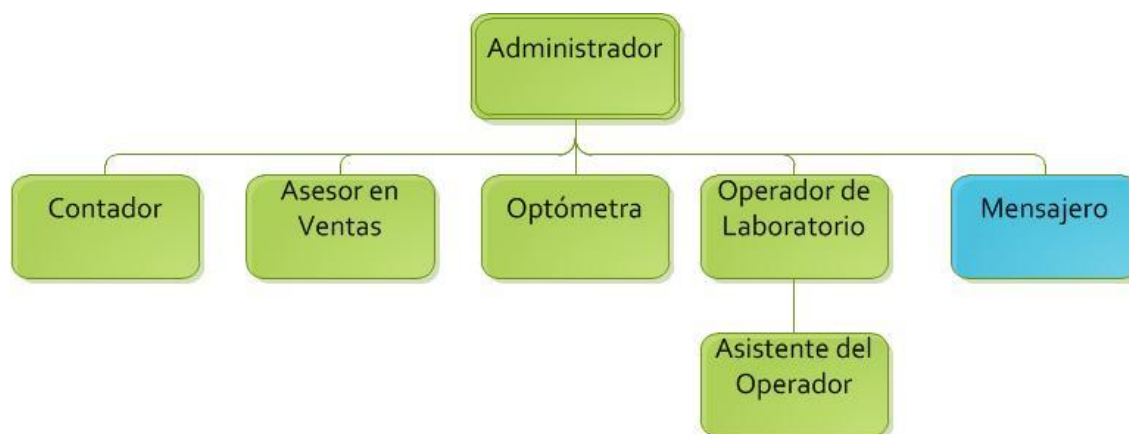 Administrador
Contador
Asesor en
Ventas
Optómetra
Operador de
Laboratorio
Mensajero
Asistente del
Operador